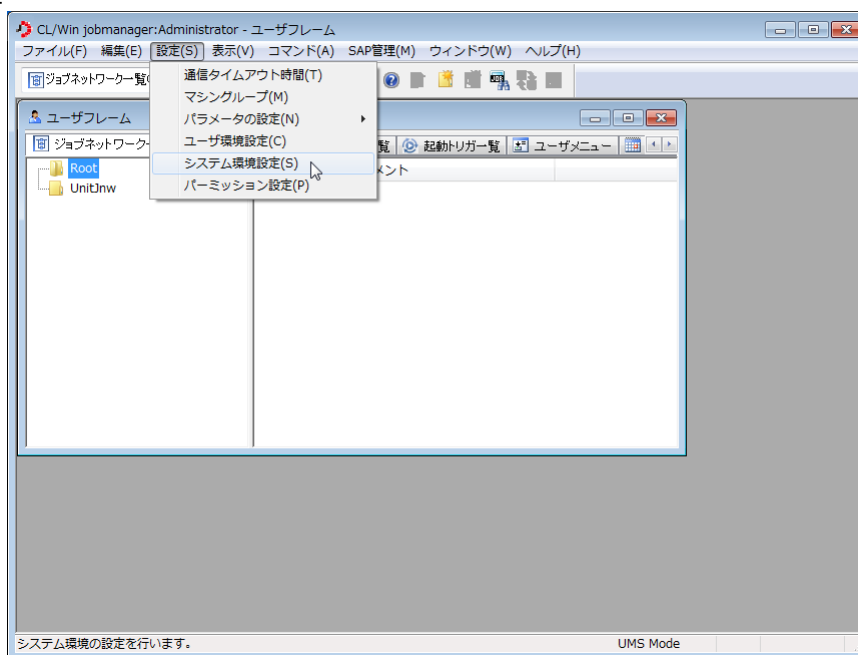 CL/Win jobmanager:Administrator - ユーザフレーム
ファイル(F) 編集(E) 設定(S) 表示(V) コマンド(A) SAP管理(M) ウィンドウ(W) ヘルプ(H)
ジョブネットワーク一覧
通信タイムアウト時間(T)
マシングループ(M)
パラメータの設定(N)
ユーザ環境設定(C)
システム環境設定(S)
パーミッション設定(P)
ユーザフレーム
ジョブネットワーク 覧 起動トリガ一覧 ユーザメニュー
Root メント
UnitJnw
システム環境の設定を行います。 UMS Mode